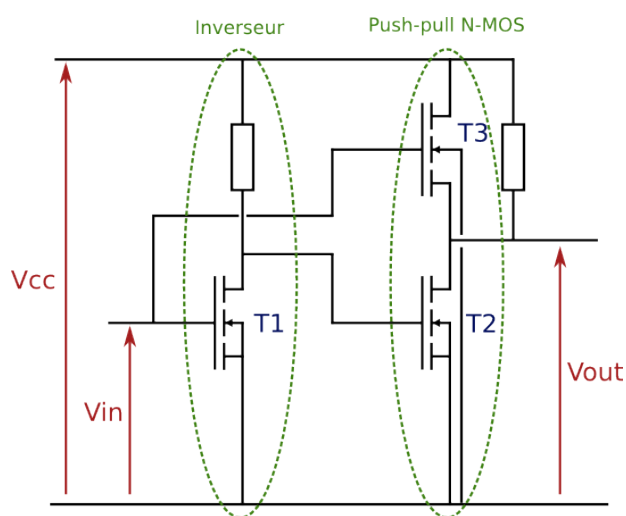 Inverseur
Push-pull N-MOS
T3
Vcc
T1
T2
Vin
Vout